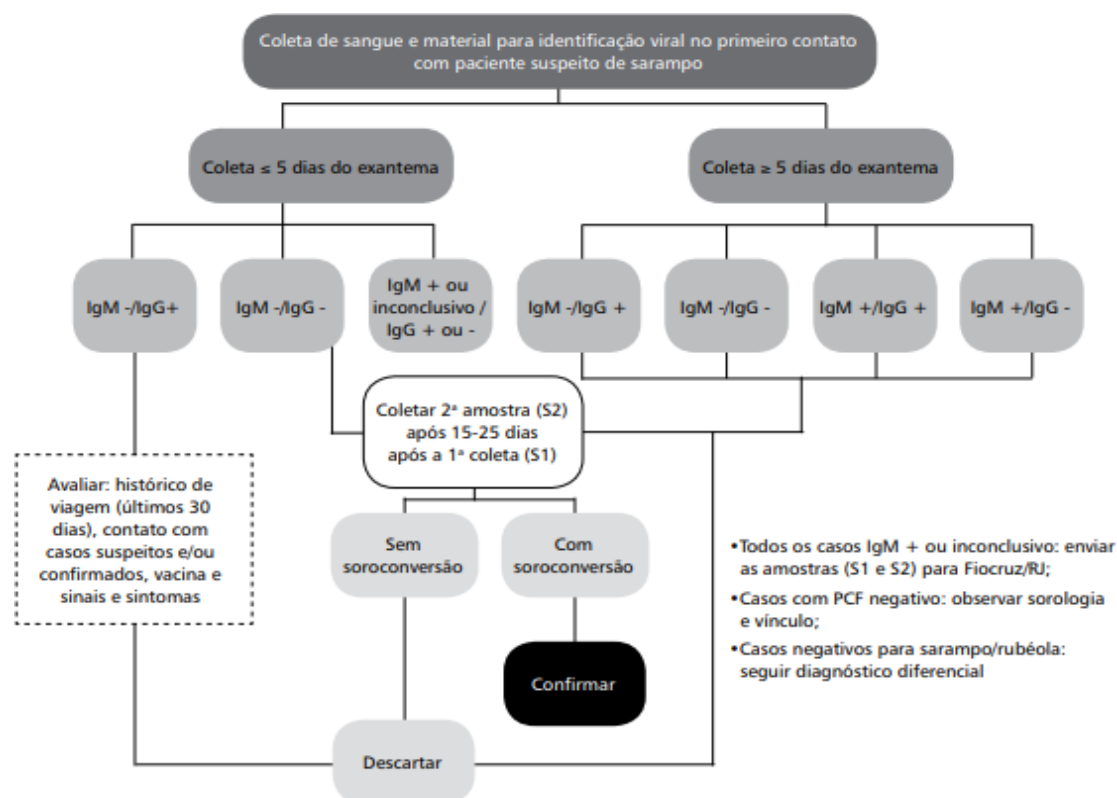 Coleta de sangue e material para identificação viral no primeiro contato
com paciente suspeito de sarampo
Coleta ≤ 5 dias do exantema
Coleta ≥ 5 dias do exantema
IgM -/IgG+
IgM -/IgG -
IgM + ou
inconclusivo /
IgG + ou -
IgM -/IgG +
IgM -/IgG -
IgM +/IgG +
IgM +/IgG -
Coletar 2ª amostra (S2)
após 15-25 dias
após a 1ª coleta (S1)
Avaliar: histórico de
viagem (últimos 30
dias), contato com
casos suspeitos e/ou
confirmados, vacina e
sinais e sintomas
Sem
soroconversão
Com
soroconversão
•Todos os casos IgM + ou inconclusivo: enviar
as amostras (S1 e S2) para Fiocruz/RJ;
•Casos com PCF negativo: observar sorologia
e vínculo;
•Casos negativos para sarampo/rubéola:
seguir diagnóstico diferencial
Confirmar
Descartar